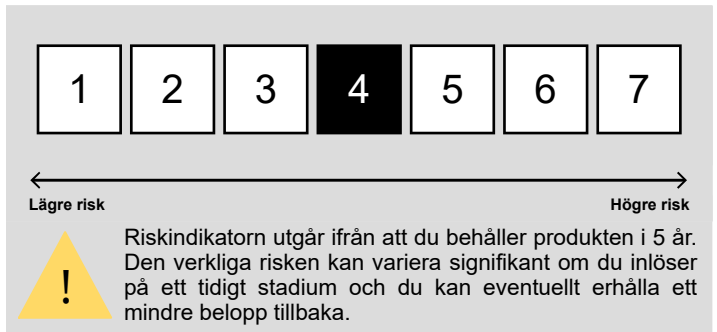 1 2 3 4 5 6 7
Lägre risk Högre risk
Riskindikatorn utgår ifrån att du behåller produkten i 5 år.
Den verkliga risken kan variera signifikant om du inlöser
på ett tidigt stadium och du kan eventuellt erhålla ett
mindre belopp tillbaka.
!